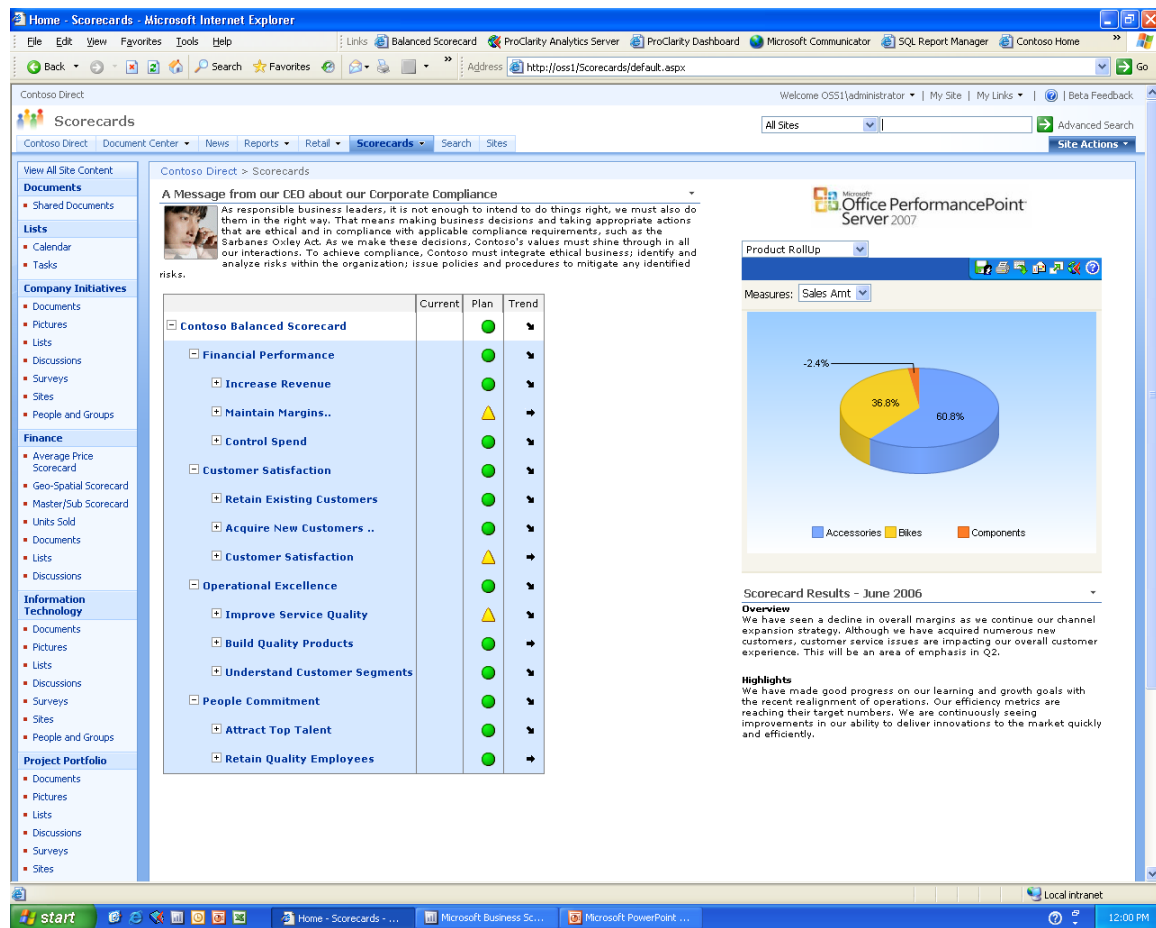 Home - Scorecards - Microsoft Internet Explorer
File Edit View Favorites Tools Help
Links Balanced Scorecard ProClarity Analytics Server ProClarity Dashboard Microsoft Communicator SQL Report Manager Contoso Home »
Back Search Favorites » Address http://oss1/Scorecards/default.aspx Go
Contoso Direct
Welcome OSS1\administrator | My Site | My Links | Beta Feedback
Scorecards
All Sites Advanced Search
Contoso Direct Document Center News Reports Retail Scorecards Search Sites
Site Actions
View All Site Content
Documents
Shared Documents
Lists
Calendar
Tasks
Company Initiatives
Documents
Pictures
Lists
Discussions
Surveys
Sites
People and Groups
Finance
Average Price
Scorecard
Geo-Spatial Scorecard
Master/Sub Scorecard
Units Sold
Documents
Lists
Discussions
Information
Technology
Documents
Pictures
Lists
Discussions
Surveys
Sites
People and Groups
Project Portfolio
Documents
Pictures
Lists
Discussions
Surveys
Sites
Contoso Direct > Scorecards
A Message from our CEO about our Corporate Compliance
As responsible business leaders, it is not enough to intend to do things right, we must also do
them in the right way. That means making business decisions and taking appropriate actions
that are ethical and in compliance with applicable compliance requirements, such as the
Sarbanes Oxley Act. As we make these decisions, Contoso's values must shine through in all
our interactions. To achieve compliance, Contoso must integrate ethical business; identify and
analyze risks within the organization; issue policies and procedures to mitigate any identified
risks.
Current Plan Trend
Contoso Balanced Scorecard
Financial Performance
Increase Revenue
Maintain Margins..
Control Spend
Customer Satisfaction
Retain Existing Customers
Acquire New Customers ..
Customer Satisfaction
Operational Excellence
Improve Service Quality
Build Quality Products
Understand Customer Segments
People Commitment
Attract Top Talent
Retain Quality Employees
Microsoft
Office PerformancePoint
Server 2007
Product RollUp
Measures: Sales Amt
-2.4%
36.8%
60.8%
Accessories Bikes Components
Scorecard Results - June 2006
Overview
We have seen a decline in overall margins as we continue our channel
expansion strategy. Although we have acquired numerous new
customers, customer service issues are impacting our overall customer
experience. This will be an area of emphasis in Q2.
Highlights
We have made good progress on our learning and growth goals with
the recent realignment of operations. Our efficiency metrics are
reaching their target numbers. We are continuously seeing
improvements in our ability to deliver innovations to the market quickly
and efficiently.
Local intranet
start Home - Scorecards - ... Microsoft Business Sc... Microsoft PowerPoint ... 12:00 PM